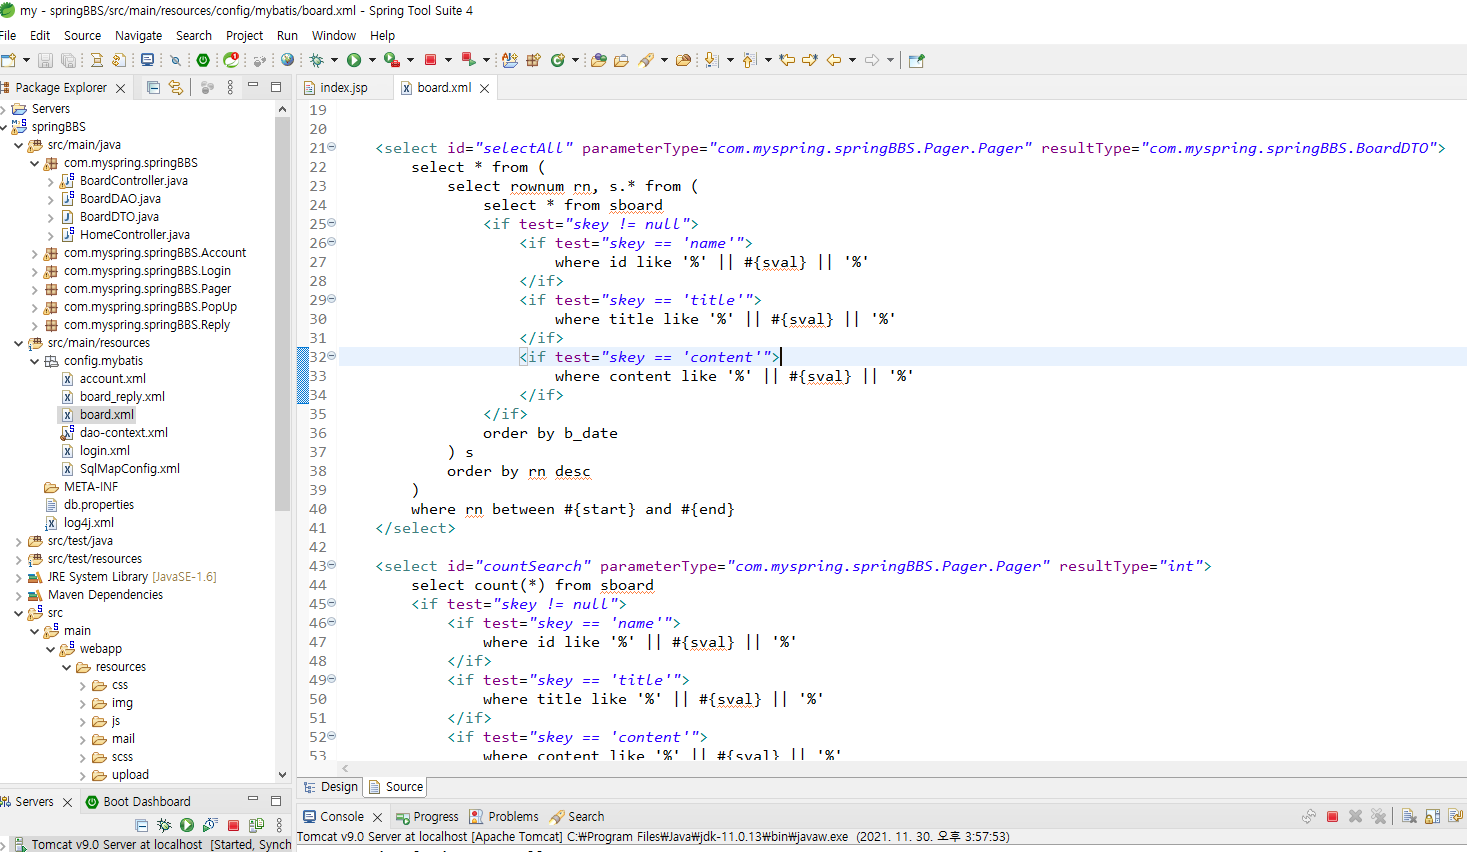 my - springBBS/src/main/resources/config/mybatis/board.xml - Spring Tool Suite 4
File Edit Source Navigate Search Project Run Window Help
Package Explorer
index.jsp
board.xml
Servers
springBBS
src/main/java
com.myspring.springBBS
BoardController.java
BoardDAO.java
BoardDTO.java
HomeController.java
com.myspring.springBBS.Account
com.myspring.springBBS.Login
com.myspring.springBBS.Pager
com.myspring.springBBS.PopUp
com.myspring.springBBS.Reply
src/main/resources
config.mybatis
account.xml
board_reply.xml
board.xml
dao-context.xml
login.xml
SqlMapConfig.xml
META-INF
db.properties
log4j.xml
src/test/java
src/test/resources
JRE System Library [JavaSE-1.6]
Maven Dependencies
src
main
webapp
resources
css
img
js
mail
scss
upload
19
20
21 <select id="selectAll" parameterType="com.myspring.springBBS.Pager.Pager" resultType="com.myspring.springBBS.BoardDTO">
22 select * from (
23 select rownum rn, s.* from (
24 select * from sboard
25 <if test="skey != null">
26 <if test="skey == 'name'">
27 where id like '%' || #{sval} || '%'
28 </if>
29 <if test="skey == 'title'">
30 where title like '%' || #{sval} || '%'
31 </if>
32 <if test="skey == 'content'">
33 where content like '%' || #{sval} || '%'
34 </if>
35 </if>
36 order by b_date
37 ) s
38 order by rn desc
39 )
40 where rn between #{start} and #{end}
41 </select>
42
43 <select id="countSearch" parameterType="com.myspring.springBBS.Pager.Pager" resultType="int">
44 select count(*) from sboard
45 <if test="skey != null">
46 <if test="skey == 'name'">
47 where id like '%' || #{sval} || '%'
48 </if>
49 <if test="skey == 'title'">
50 where title like '%' || #{sval} || '%'
51 </if>
52 <if test="skey == 'content'">
53 where content like '%' || #{sval} || '%'
Design Source
Servers
Boot Dashboard
Tomcat v9.0 Server at localhost [Started, Synch
Console Progress Problems Search
Tomcat v9.0 Server at localhost [Apache Tomcat] C:₩Program Files₩Java₩jdk-11.0.13₩bin₩javaw.exe (2021. 11. 30. 오후 3:57:53)